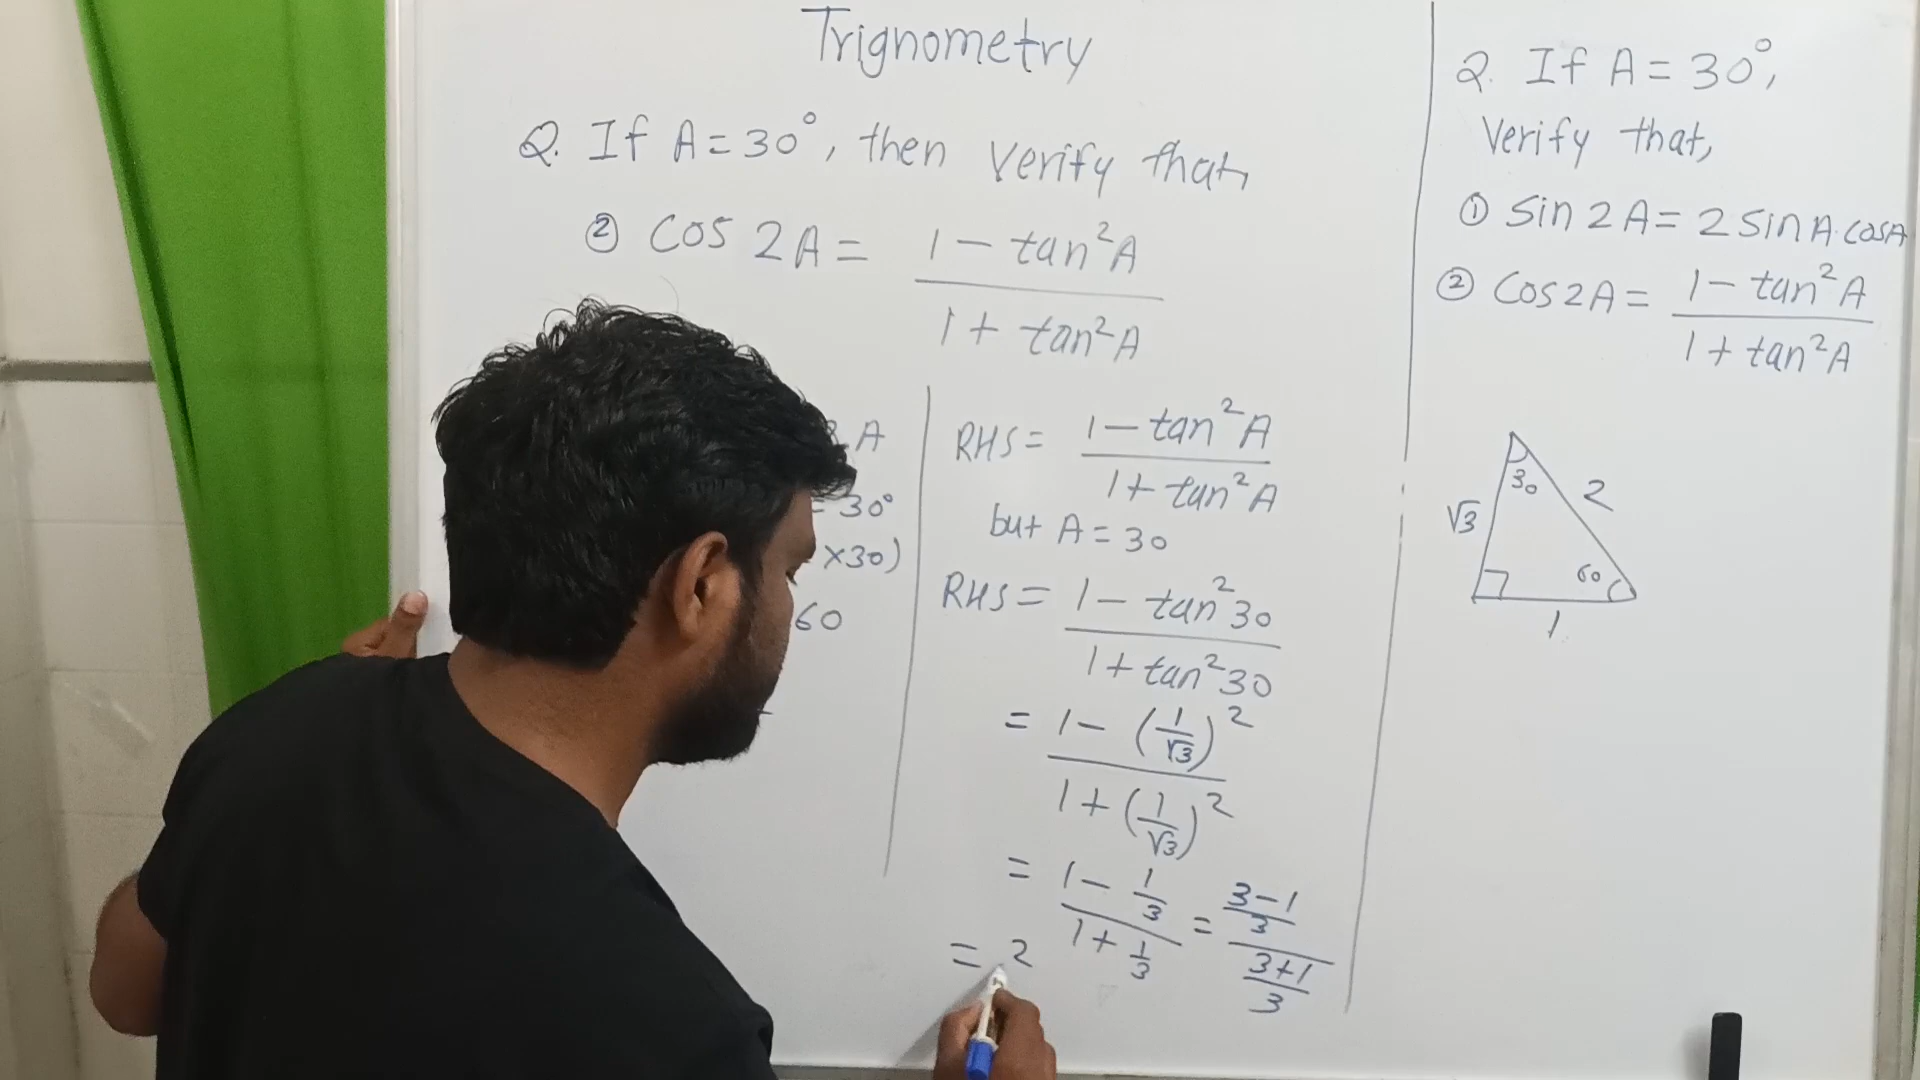 Trignometry
Q. If A = 30°, then verify that,
② cos 2A = (1 - tan²A)/(1 + tan²A)
A
= 30°
×30)
60
RHS = (1 - tan²A)/(1 + tan²A)
but A = 30
RHS = (1 - tan²30)/(1 + tan²30)
= (1 - (1/√3)²)/(1 + (1/√3)²)
= (1 - 1/3)/(1 + 1/3) = ((3-1)/3)/((3+1)/3)
= 2
Q. If A = 30°,
Verify that,
① Sin 2A = 2 Sin A. cos A
② Cos 2A = (1 - tan²A)/(1 + tan²A)
30
√3
2
60
1